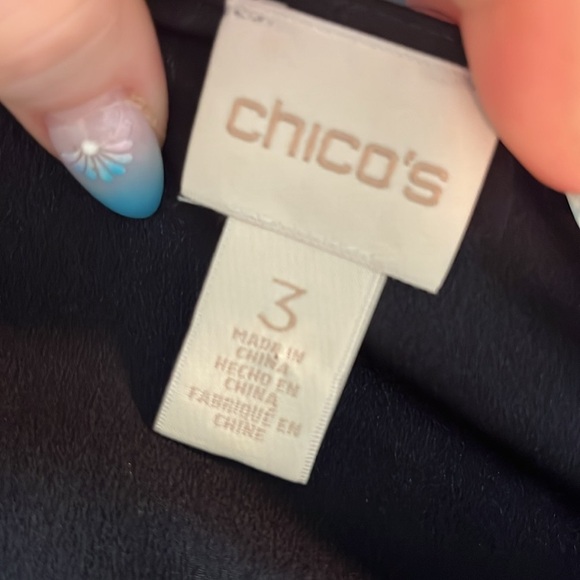 chico's
3
MADE IN
CHINA
HECHO EN
CHINA
FABRIQUÉ EN
CHINE